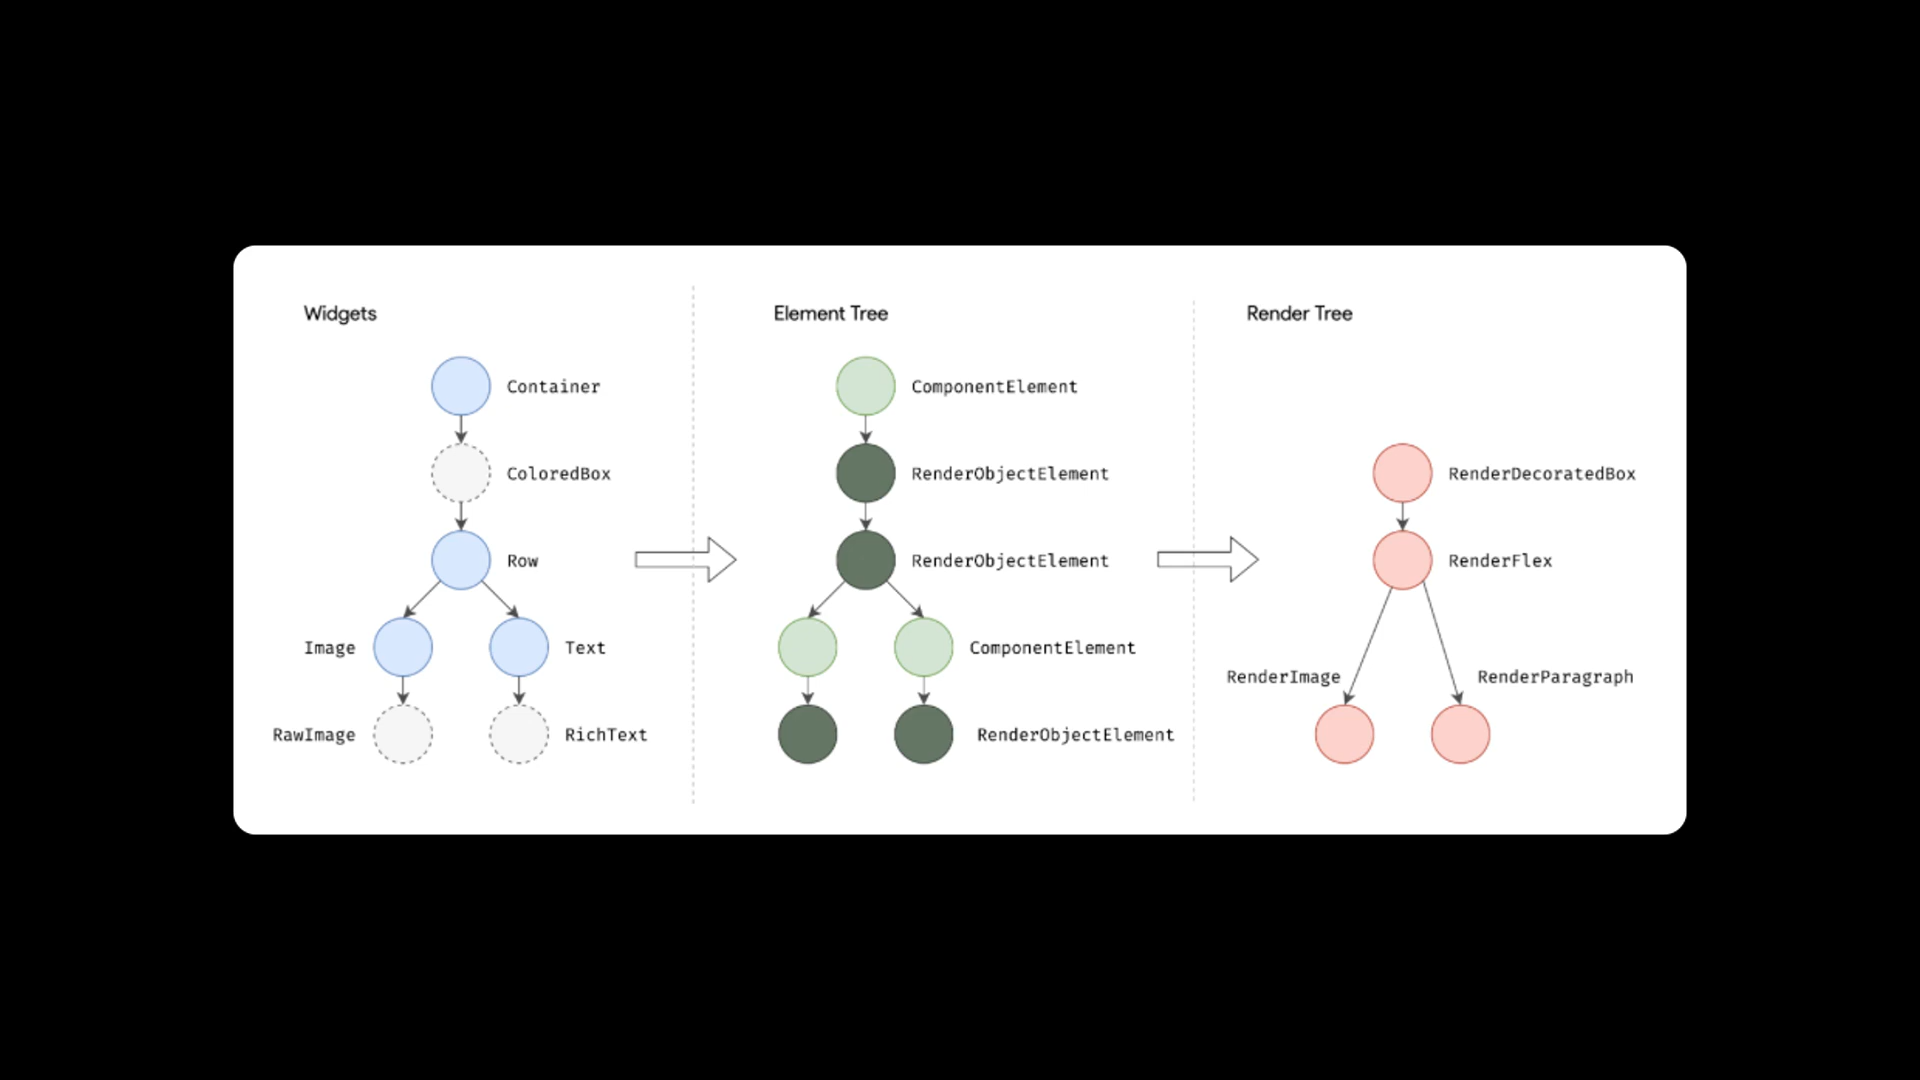 Widgets
Container
ColoredBox
Row
Image
Text
RawImage
RichText
Element Tree
ComponentElement
RenderObjectElement
RenderObjectElement
ComponentElement
RenderObjectElement
Render Tree
RenderDecoratedBox
RenderFlex
RenderImage
RenderParagraph